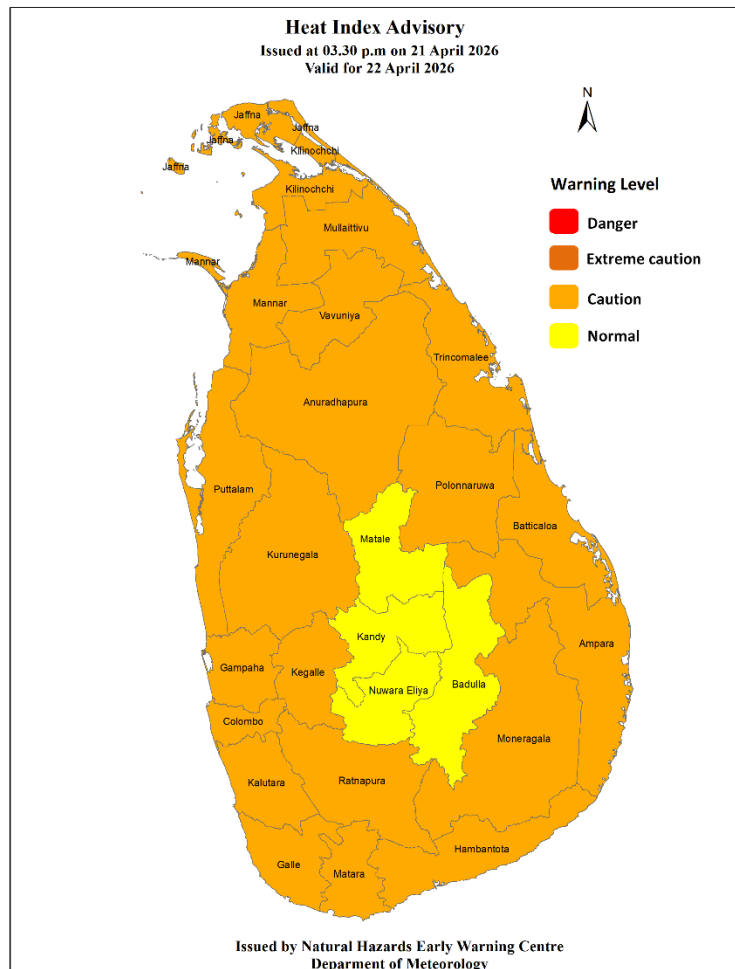 Heat Index Advisory
Issued at 03.30 p.m on 21 April 2026
Valid for 22 April 2026
N
Warning Level
Danger
Extreme caution
Caution
Normal
Jaffna
Jaffna
Jaffna
Kilinochchi
Jaffna
Kilinochchi
Mullaittivu
Mannar
Mannar
Vavuniya
Trincomalee
Anuradhapura
Polonnaruwa
Puttalam
Batticaloa
Matale
Kurunegala
Kandy
Ampara
Gampaha
Kegalle
Nuwara Eliya
Badulla
Colombo
Moneragala
Kalutara
Ratnapura
Hambantota
Galle
Matara
Issued by Natural Hazards Early Warning Centre
Deparment of Meteorology